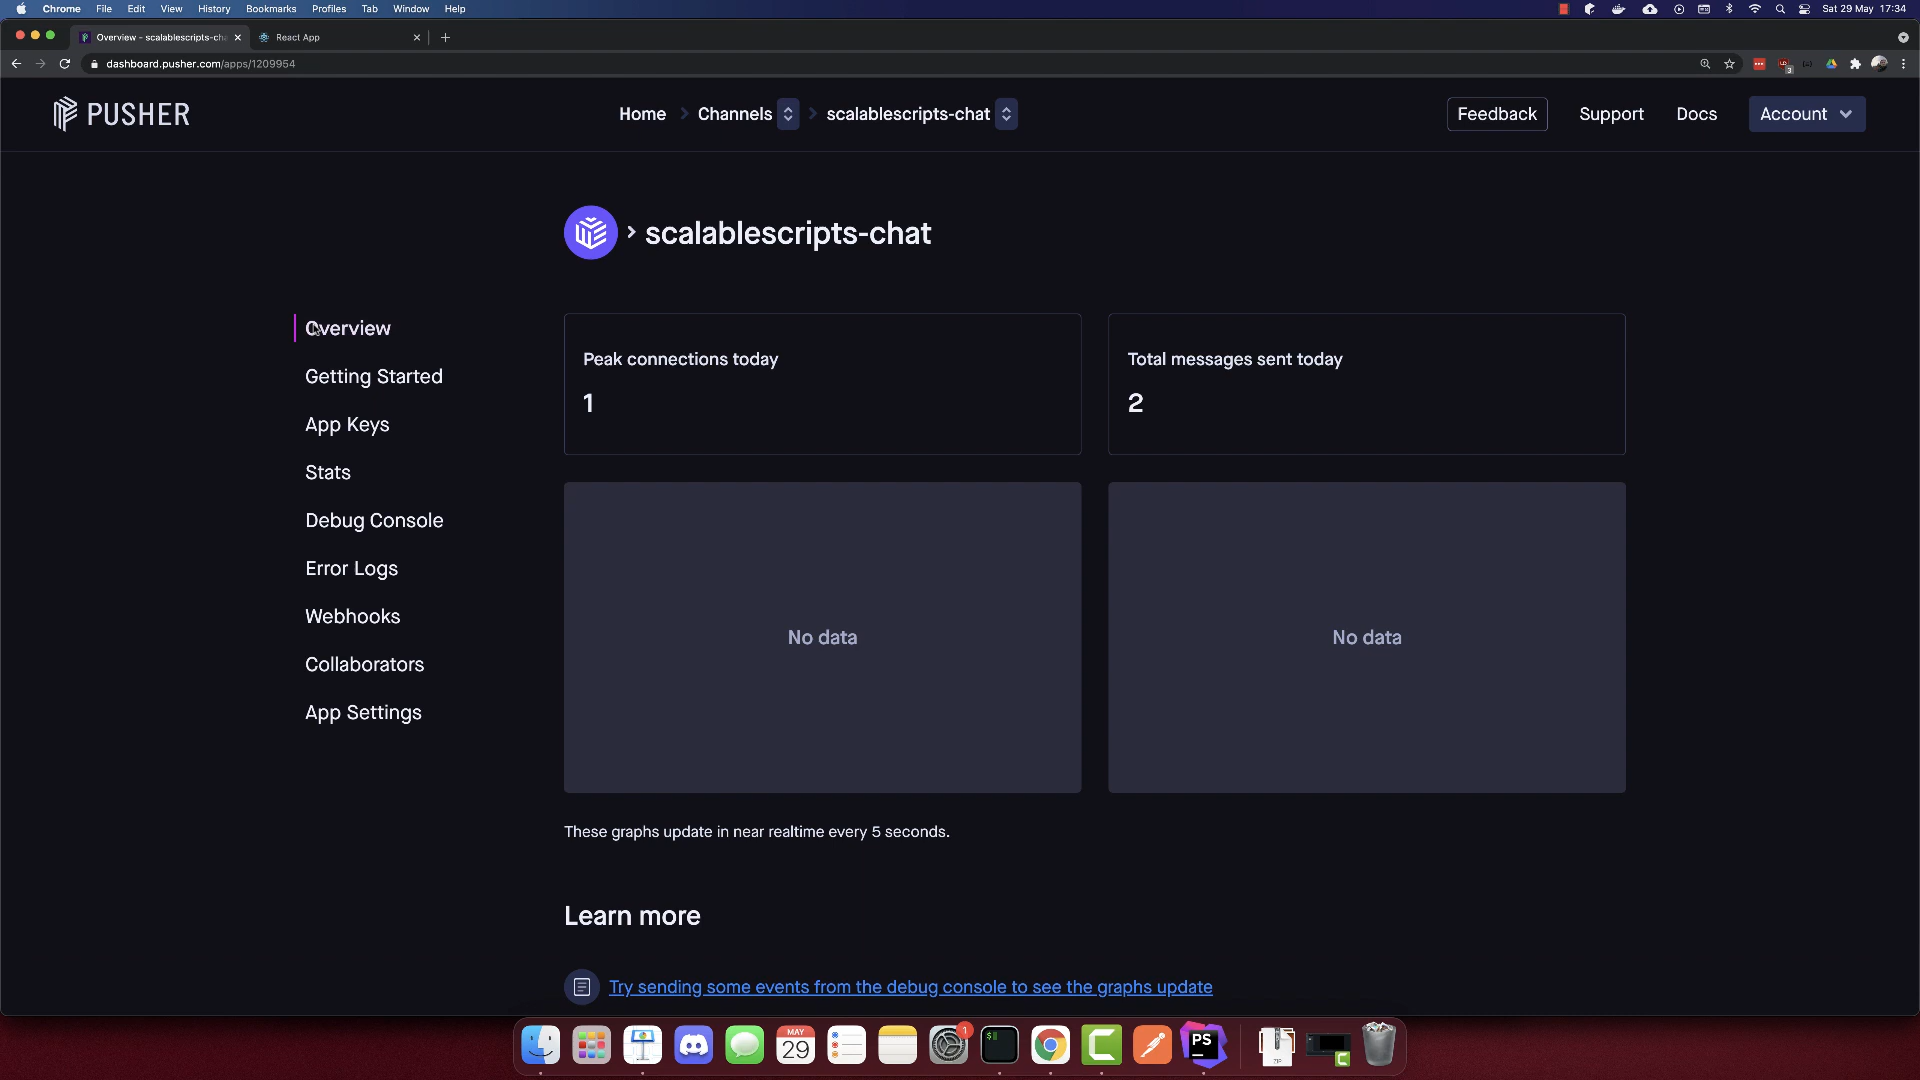 Chrome File Edit View History Bookmarks Profiles Tab Window Help Sat 29 May 17:34
Overview - scalablescripts-ch React App
dashboard.pusher.com/apps/1209954
PUSHER Home Channels scalablescripts-chat Feedback Support Docs Account
scalablescripts-chat
Overview
Getting Started
App Keys
Stats
Debug Console
Error Logs
Webhooks
Collaborators
App Settings
Peak connections today
1
Total messages sent today
2
No data
No data
These graphs update in near realtime every 5 seconds.
Learn more
Try sending some events from the debug console to see the graphs update
MAY
29
1
PS
ZIP